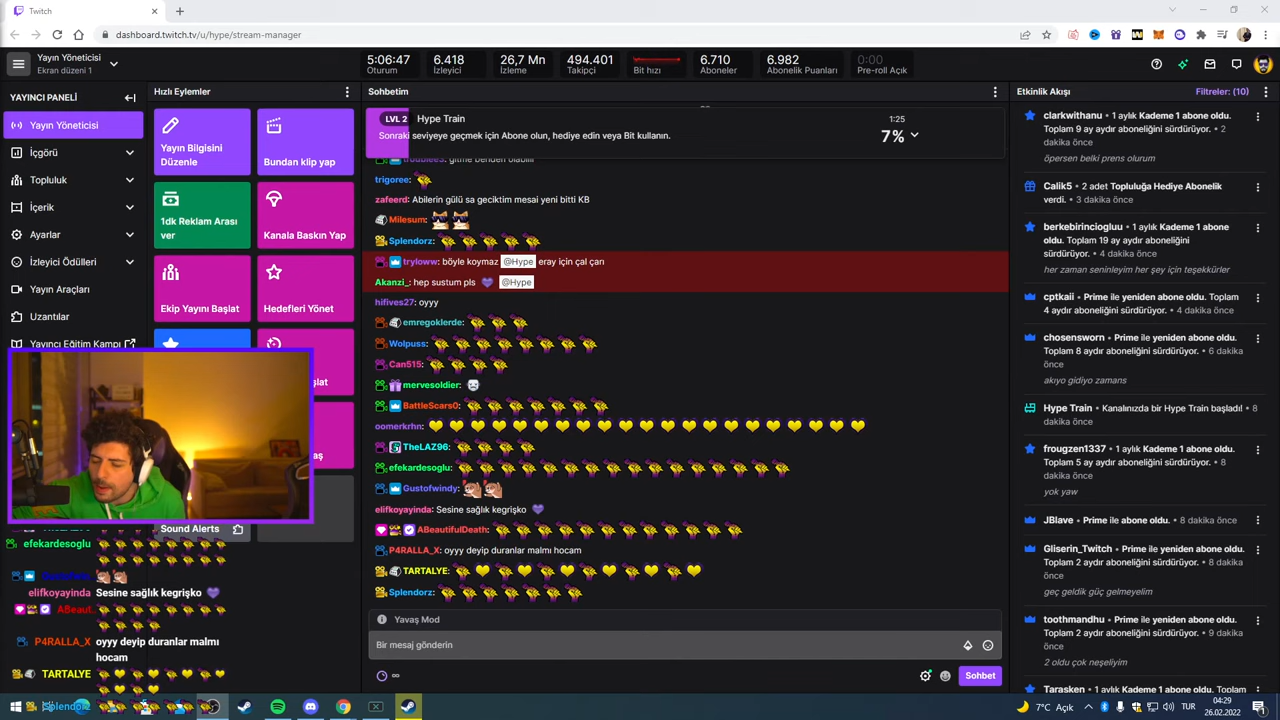 Twitch
dashboard.twitch.tv/u/hype/stream-manager
Yayın Yöneticisi
Ekran düzeni 1
5:06:47
Oturum
6.418
İzleyici
26,7 Mn
İzleme
494.401
Takipçi
Bit hızı
6.710
Aboneler
6.982
Abonelik Puanları
0:00
Pre-roll Açık
YAYINCI PANELİ
Yayın Yöneticisi
İçgörü
Topluluk
İçerik
Ayarlar
İzleyici Ödülleri
Yayın Araçları
Uzantılar
Yayıncı Eğitim Kampı
Hızlı Eylemler
Yayın Bilgisini
Düzenle
Bundan klip yap
1dk Reklam Arası
ver
Kanala Baskın Yap
Ekip Yayını Başlat
Hedefleri Yönet
Sound Alerts
Sohbetim
LVL 2 Hype Train
Sonraki seviyeye geçmek için Abone olun, hediye edin veya Bit kullanın.
1:25
7%
trigoree:
zafeerd: Abilerin gülü sa geciktim mesai yeni bitti KB
Milesum:
Splendorz:
tryloww: böyle koymaz @Hype eray için çal çan
Akanzi_: hep sustum pls 💜 @Hype
hifives27: oyyy
emregoklerde:
Wolpuss:
Can515:
mervesoldier:
BattleScars0:
oomerkrhn: 💛 💛 💛 💛 💛 💛 💛 💛 💛 💛 💛 💛 💛 💛 💛 💛 💛 💛 💛 💛 💛
TheLAZ96:
efekardesoglu:
Gustofwindy:
elifkoyayinda: Sesine sağlık kegrişko 💜
ABeautifulDeath:
P4RALLA_X: oyyy deyip duranlar malmı hocam
TARTALYE:
Splendorz:
Yavaş Mod
Bir mesaj gönderin
Sohbet
Etkinlik Akışı
Filtreler: (10)
clarkwithanu • 1 aylık Kademe 1 abone oldu.
Toplam 9 ay aydır aboneliğini sürdürüyor. • 2
dakika önce
öpersen belki prens olurum
Calik5 • 2 adet Topluluğa Hediye Abonelik
verdi. • 3 dakika önce
berkebirincioglu • 1 aylık Kademe 1 abone
oldu. Toplam 19 ay aydır aboneliğini
sürdürüyor. • 4 dakika önce
her zaman seninleyim her şey için teşekkürler
cptkaii • Prime ile yeniden abone oldu. Toplam
4 aydır aboneliğini sürdürüyor. • 4 dakika önce
chosensworn • Prime ile yeniden abone oldu.
Toplam 8 aydır aboneliğini sürdürüyor. • 6 dakika
önce
akıyo gidiyo zamans
Hype Train • Kanalınızda bir Hype Train başladı! • 8
dakika önce
frougzen1337 • 1 aylık Kademe 1 abone oldu.
Toplam 5 ay aydır aboneliğini sürdürüyor. • 8
dakika önce
yok yaw
JBlave • Prime ile abone oldu. • 8 dakika önce
Gliserin_Twitch • Prime ile yeniden abone oldu.
Toplam 2 aydır aboneliğini sürdürüyor. • 8 dakika
önce
geç geldik güç gelmeyelim
toothmandhu • Prime ile yeniden abone oldu.
Toplam 2 aydır aboneliğini sürdürüyor. • 9 dakika
önce
2 oldu çok neşeliyim
Tarasken • 1 aylık Kademe 1 abone oldu.
efekardesoglu
elifkoyayinda Sesine sağlık kegrişko 💜
ABeaut..
P4RALLA_X oyyy deyip duranlar malmı
hocam
TARTALYE
Splendorz
7°C Açık
TUR
04:29
26.02.2022